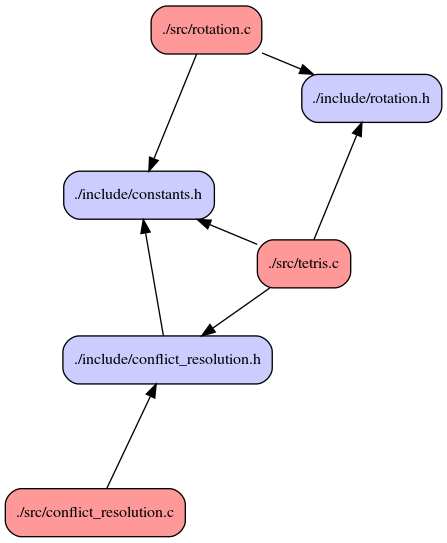 ./src/rotation.c
./include/rotation.h
./include/constants.h
./src/tetris.c
./include/conflict_resolution.h
./src/conflict_resolution.c